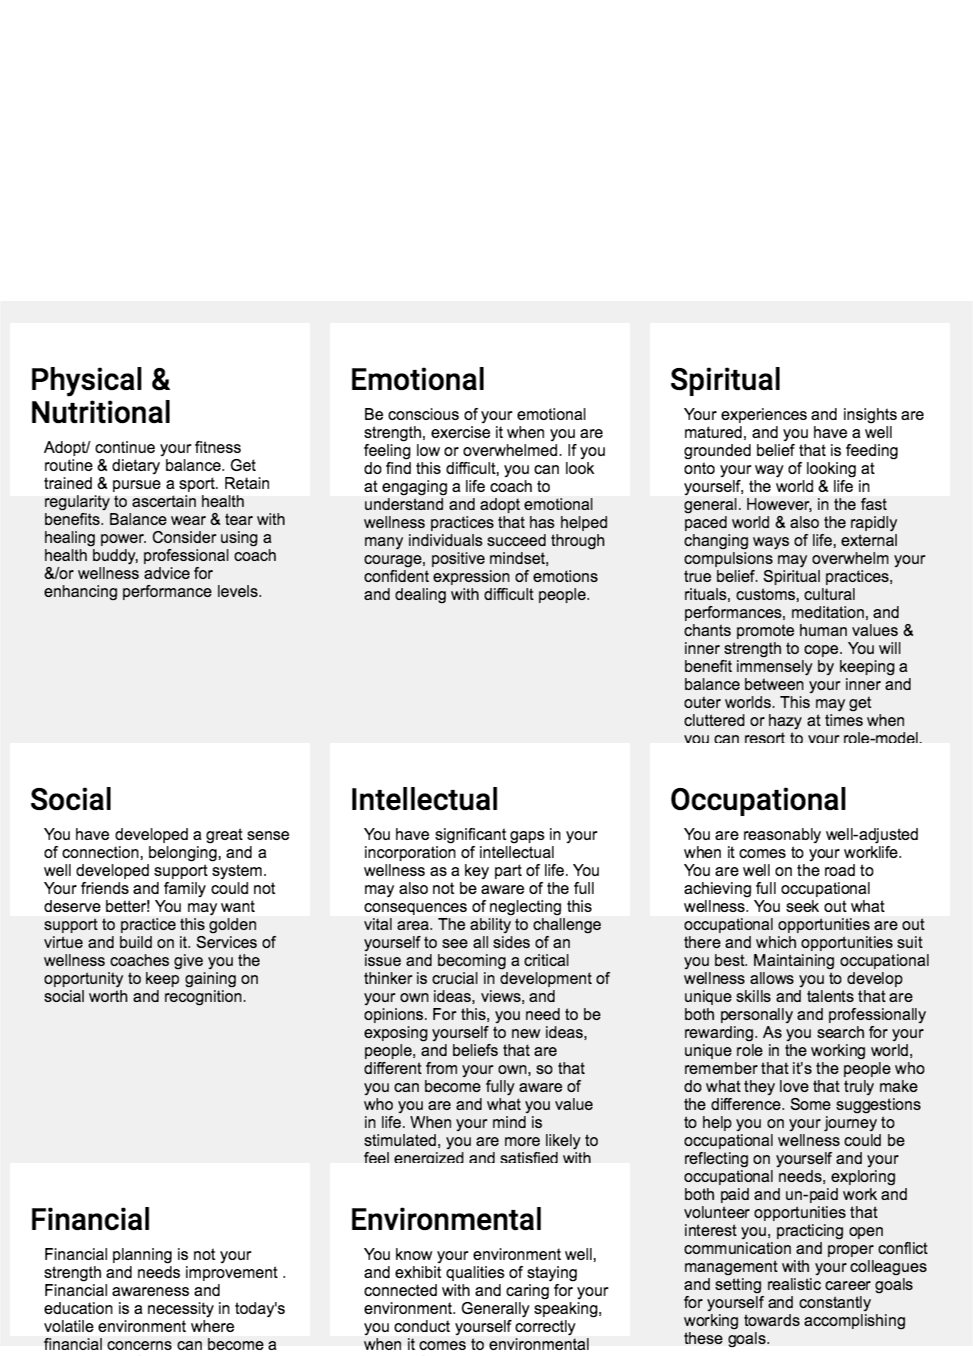 Physical &
Nutritional
Adopt/ continue your fitness
routine & dietary balance. Get
trained & pursue a sport. Retain
regularity to ascertain health
benefits. Balance wear & tear with
healing power. Consider using a
health buddy, professional coach
&/or wellness advice for
enhancing performance levels.
Emotional
Be conscious of your emotional
strength, exercise it when you are
feeling low or overwhelmed. If you
do find this difficult, you can look
at engaging a life coach to
understand and adopt emotional
wellness practices that has helped
many individuals succeed through
courage, positive mindset,
confident expression of emotions
and dealing with difficult people.
Spiritual
Your experiences and insights are
matured, and you have a well
grounded belief that is feeding
onto your way of looking at
yourself, the world & life in
general. However, in the fast
paced world & also the rapidly
changing ways of life, external
compulsions may overwhelm your
true belief. Spiritual practices,
rituals, customs, cultural
performances, meditation, and
chants promote human values &
inner strength to cope. You will
benefit immensely by keeping a
balance between your inner and
outer worlds. This may get
cluttered or hazy at times when
you can resort to your role-model.
Social
You have developed a great sense
of connection, belonging, and a
well developed support system.
Your friends and family could not
deserve better! You may want
support to practice this golden
virtue and build on it. Services of
wellness coaches give you the
opportunity to keep gaining on
social worth and recognition.
Intellectual
You have significant gaps in your
incorporation of intellectual
wellness as a key part of life. You
may also not be aware of the full
consequences of neglecting this
vital area. The ability to challenge
yourself to see all sides of an
issue and becoming a critical
thinker is crucial in development of
your own ideas, views, and
opinions. For this, you need to be
exposing yourself to new ideas,
people, and beliefs that are
different from your own, so that
you can become fully aware of
who you are and what you value
in life. When your mind is
stimulated, you are more likely to
feel energized and satisfied with
Occupational
You are reasonably well-adjusted
when it comes to your worklife.
You are well on the road to
achieving full occupational
wellness. You seek out what
occupational opportunities are out
there and which opportunities suit
you best. Maintaining occupational
wellness allows you to develop
unique skills and talents that are
both personally and professionally
rewarding. As you search for your
unique role in the working world,
remember that it's the people who
do what they love that truly make
the difference. Some suggestions
to help you on your journey to
occupational wellness could be
reflecting on yourself and your
occupational needs, exploring
both paid and un-paid work and
volunteer opportunities that
interest you, practicing open
communication and proper conflict
management with your colleagues
and setting realistic career goals
for yourself and constantly
working towards accomplishing
these goals.
Financial
Financial planning is not your
strength and needs improvement .
Financial awareness and
education is a necessity in today's
volatile environment where
financial concerns can become a
Environmental
You know your environment well,
and exhibit qualities of staying
connected with and caring for your
environment. Generally speaking,
you conduct yourself correctly
when it comes to environmental